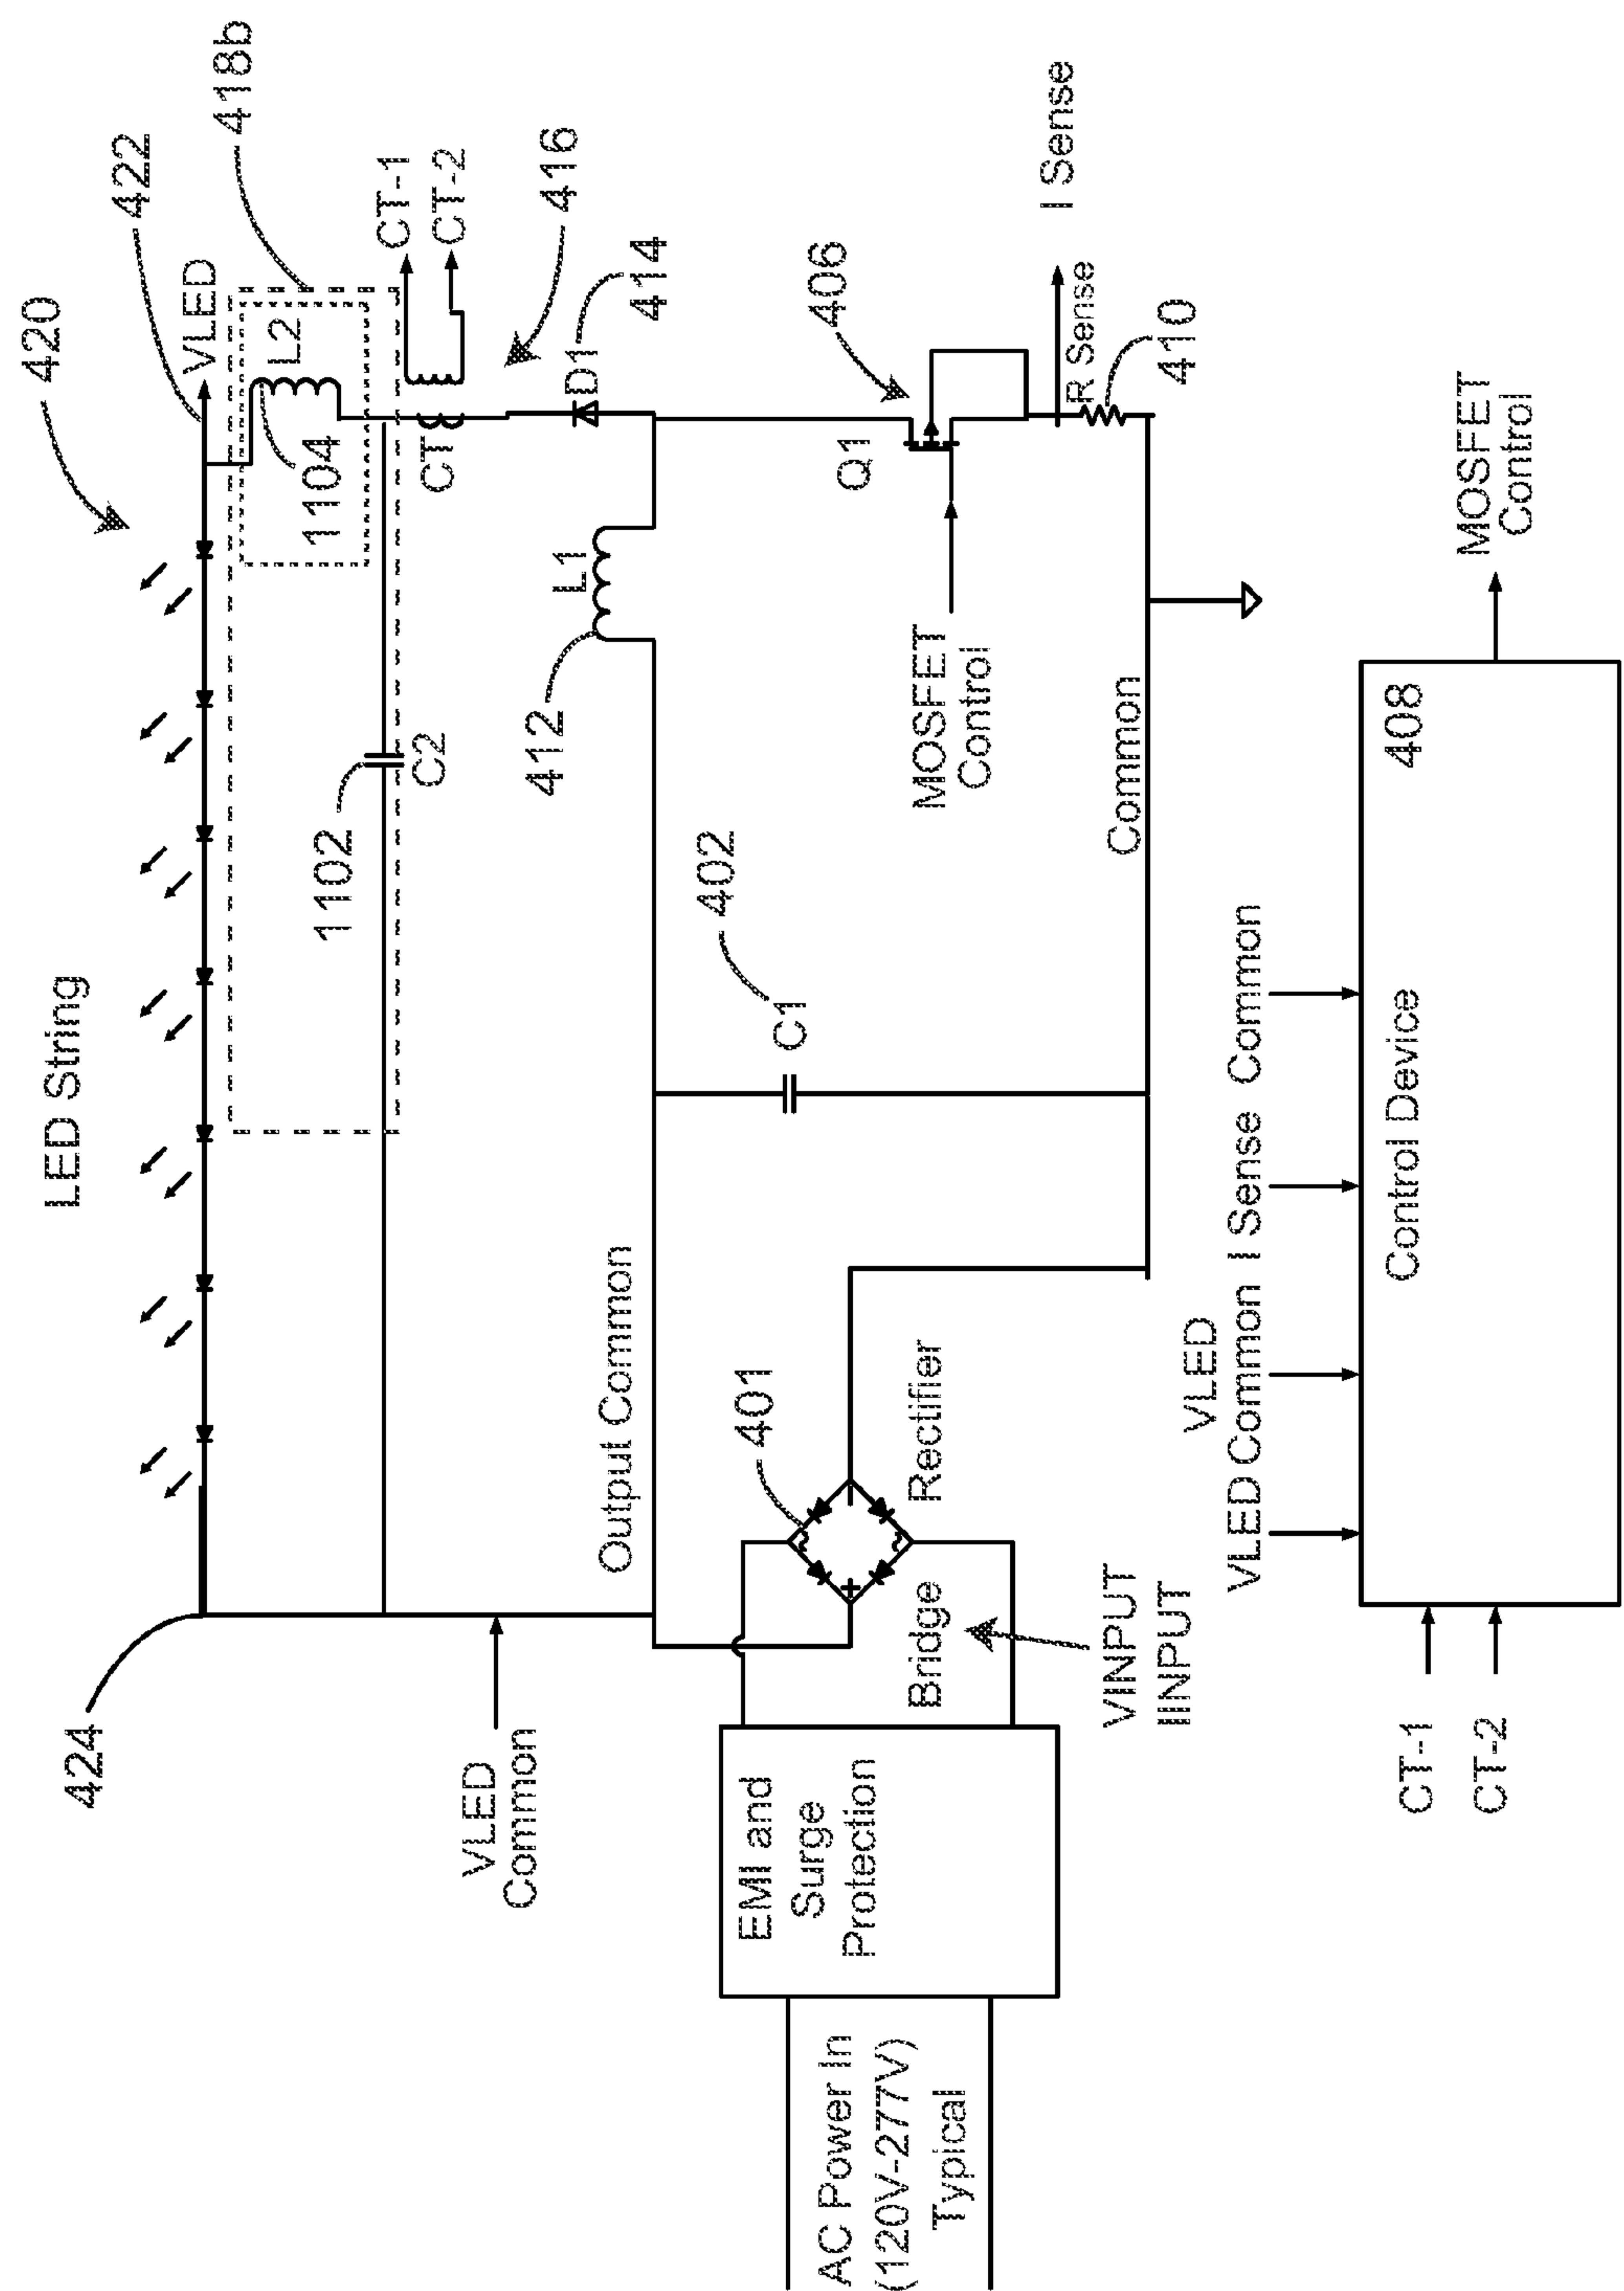 LED String
420
422
VLED
418b
L2
1104
CT-1
CT-2
416
CT
D1
414
1102
C2
L1
412
424
VLED
Common
Output Common
402
C1
406
Q1
MOSFET
Control
I Sense
R Sense
410
Common
AC Power In
(120V-277V)
Typical
EMI and
Surge
Protection
401
Bridge
Rectifier
VINPUT
IINPUT
VLED
VLED Common
I Sense
Common
CT-1
CT-2
408
Control Device
MOSFET
Control